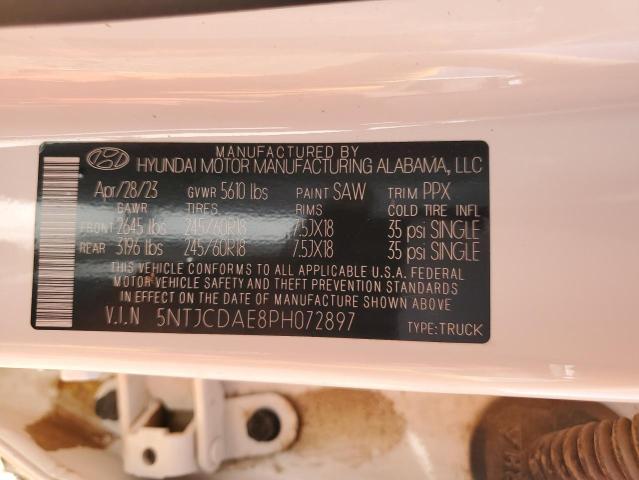 MANUFACTURED BY
HYUNDAI MOTOR MANUFACTURING ALABAMA, LLC
Apr/28/23 GVWR 5610 lbs PAINT SAW TRIM PPX
GAWR TIRES RIMS COLD TIRE INFL
FRONT 2645 lbs 245/60R18 7.5JX18 35 psi SINGLE
REAR 3196 lbs 245/60R18 7.5JX18 35 psi SINGLE
THIS VEHICLE CONFORMS TO ALL APPLICABLE U.S.A. FEDERAL
MOTOR VEHICLE SAFETY AND THEFT PREVENTION STANDARDS
IN EFFECT ON THE DATE OF MANUFACTURE SHOWN ABOVE.
V.I.N 5NTJCDAE8PH072897 TYPE:TRUCK